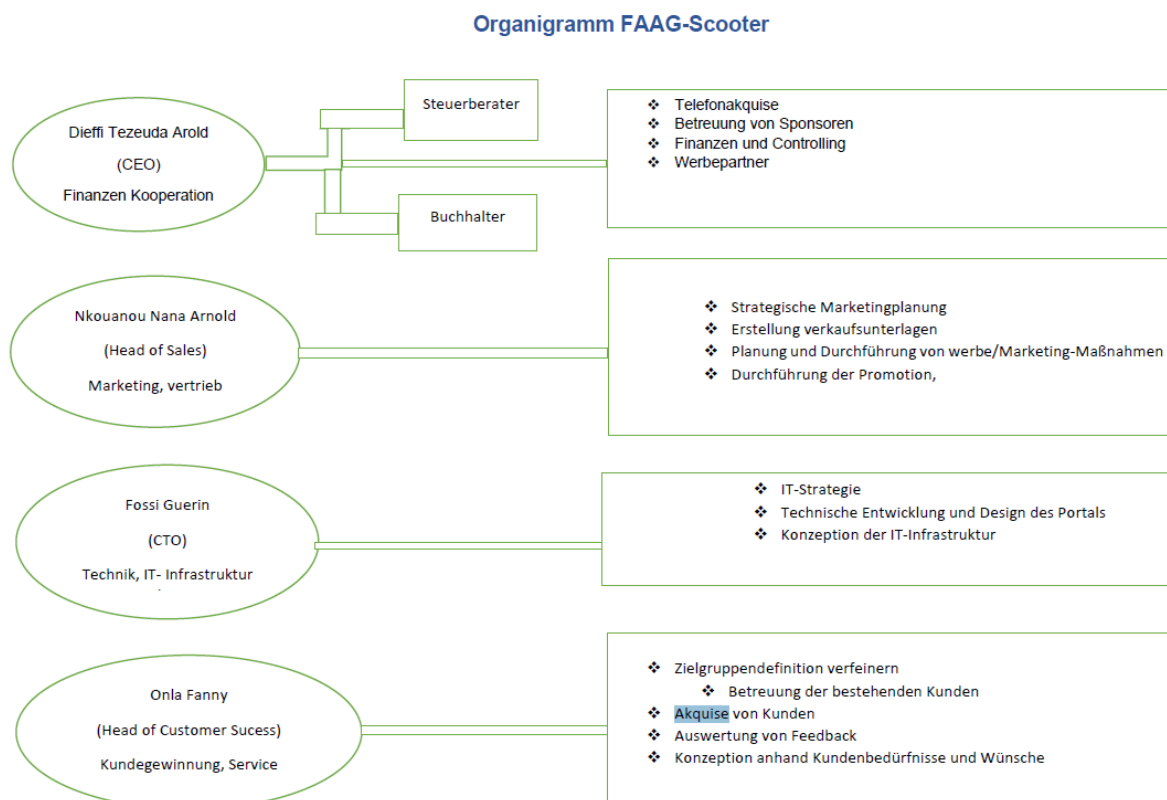 Organigramm FAAG-Scooter
Dieffi Tezeuda Arold
(CEO)
Finanzen Kooperation
Steuerberater
Buchhalter
❖ Telefonakquise
❖ Betreuung von Sponsoren
❖ Finanzen und Controlling
❖ Werbepartner
Nkouanou Nana Arnold
(Head of Sales)
Marketing, vertrieb
❖ Strategische Marketingplanung
❖ Erstellung verkaufsunterlagen
❖ Planung und Durchführung von werbe/Marketing-Maßnahmen
❖ Durchführung der Promotion,
Fossi Guerin
(CTO)
Technik, IT- Infrastruktur
❖ IT-Strategie
❖ Technische Entwicklung und Design des Portals
❖ Konzeption der IT-Infrastruktur
Onla Fanny
(Head of Customer Sucess)
Kundegewinnung, Service
❖ Zielgruppendefinition verfeinern
❖ Betreuung der bestehenden Kunden
❖ Akquise von Kunden
❖ Auswertung von Feedback
❖ Konzeption anhand Kundenbedürfnisse und Wünsche